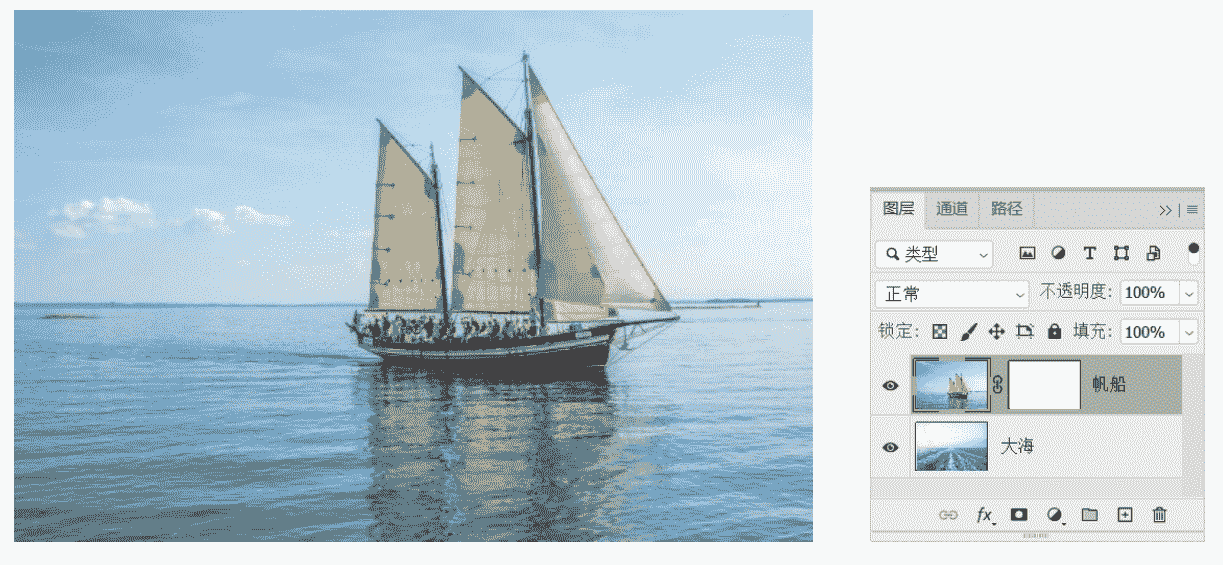 图层 通道 路径
类型
正常 不透明度: 100%
锁定: 填充: 100%
帆船
大海
fx